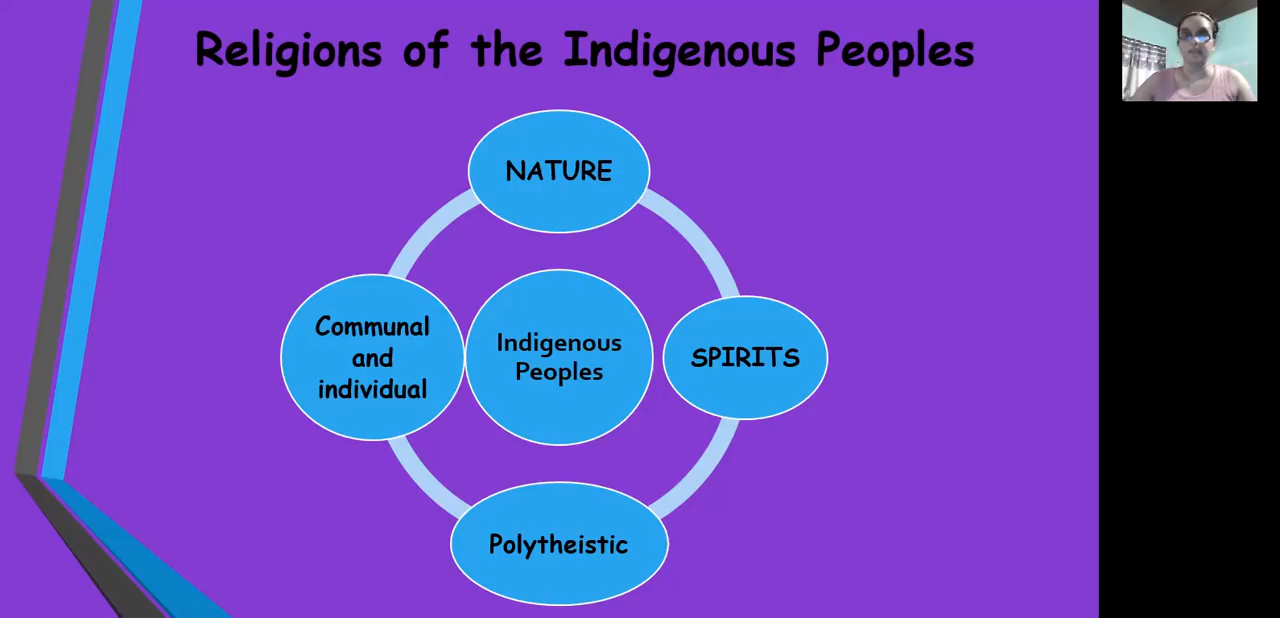 Religions of the Indigenous Peoples
NATURE
Communal
and
individual
Indigenous
Peoples
SPIRITS
Polytheistic